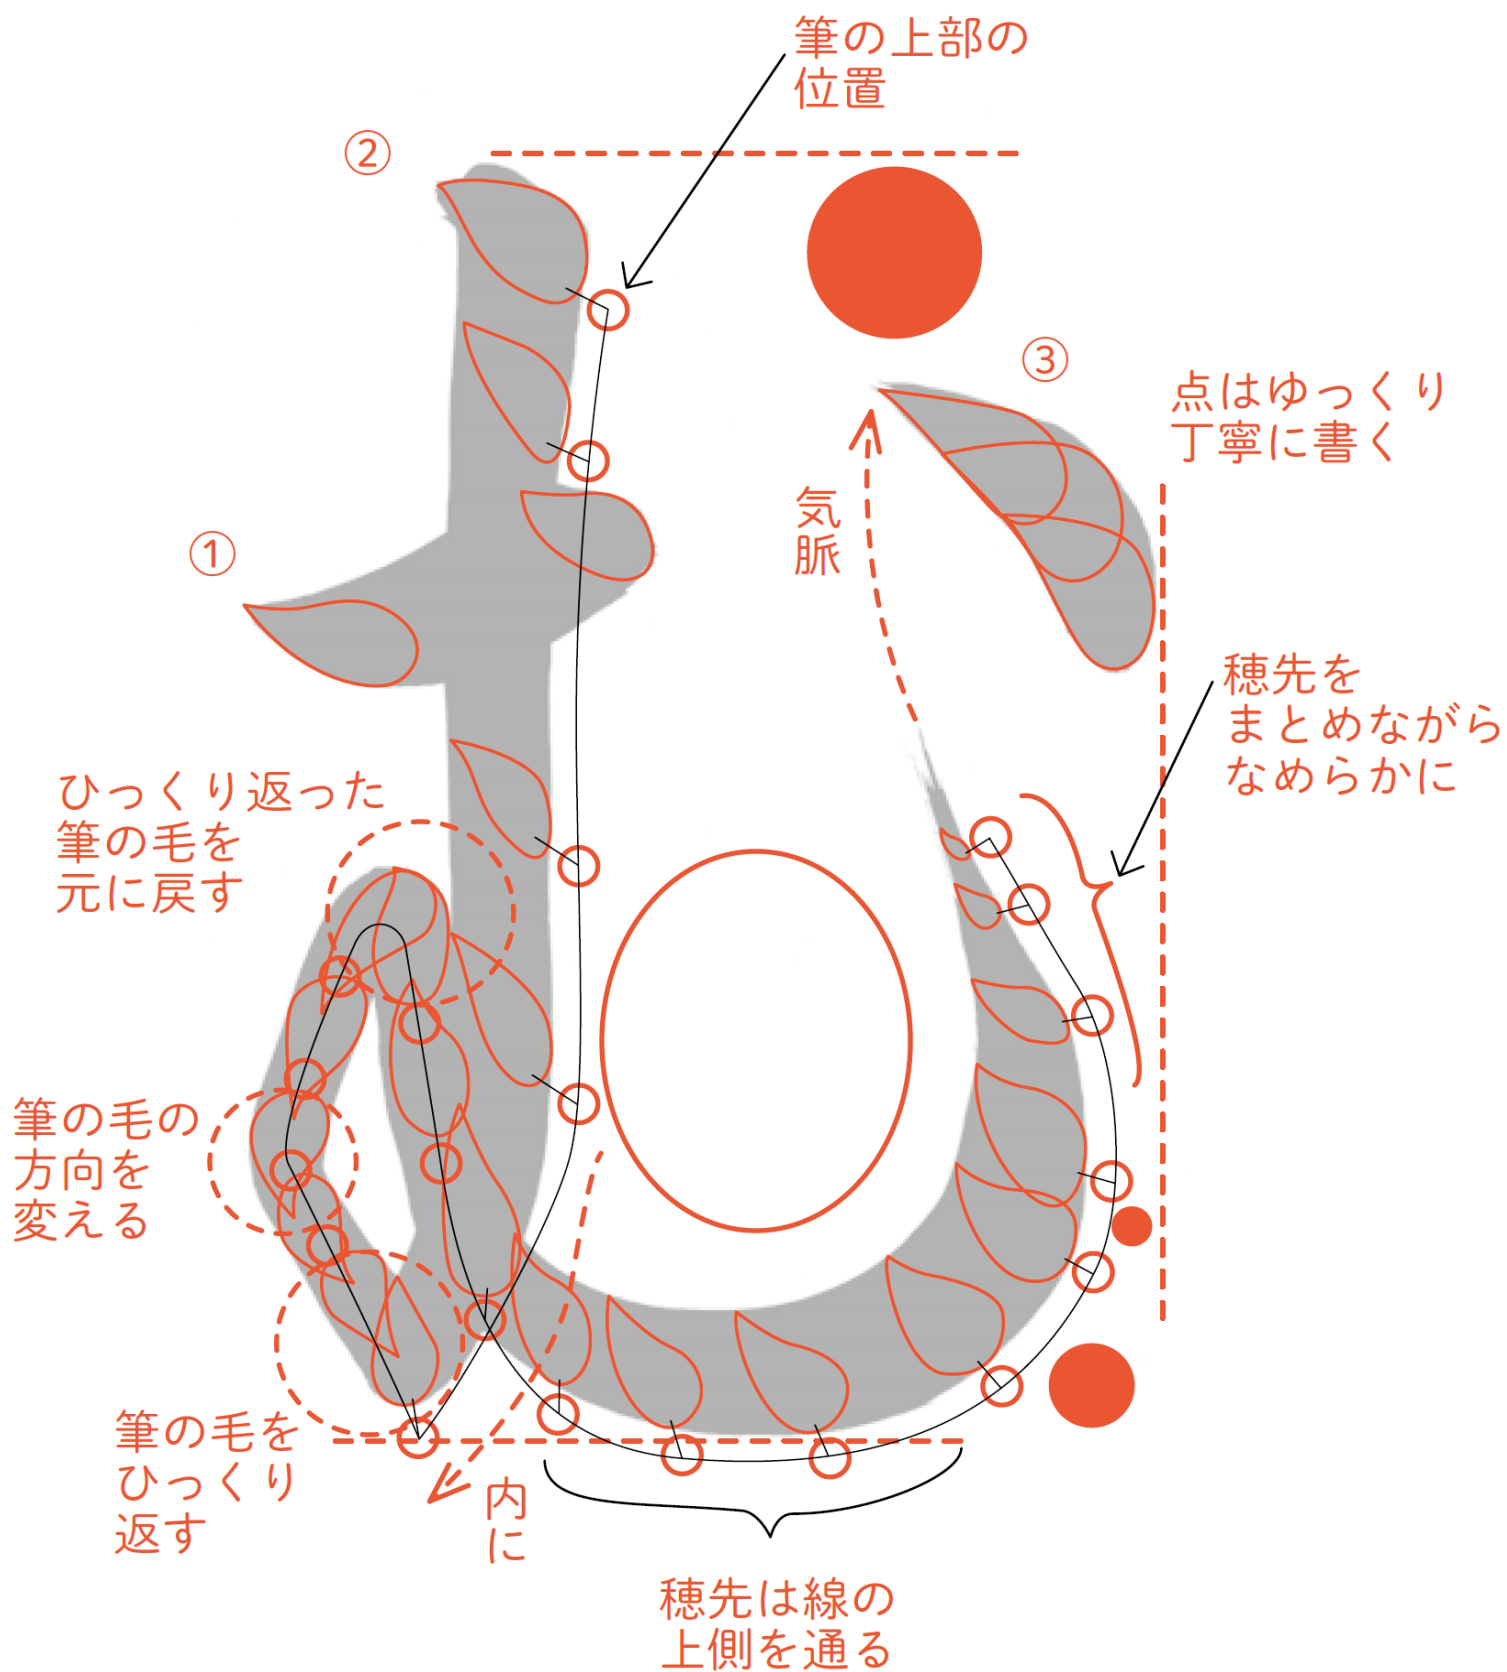 筆の上部の
位置
②
③
点はゆっくり
丁寧に書く
気
脈
①
穂先を
まとめながら
なめらかに
ひっくり返った
筆の毛を
元に戻す
筆の毛の
方向を
変える
筆の毛を
ひっくり
返す
内
に
穂先は線の
上側を通る